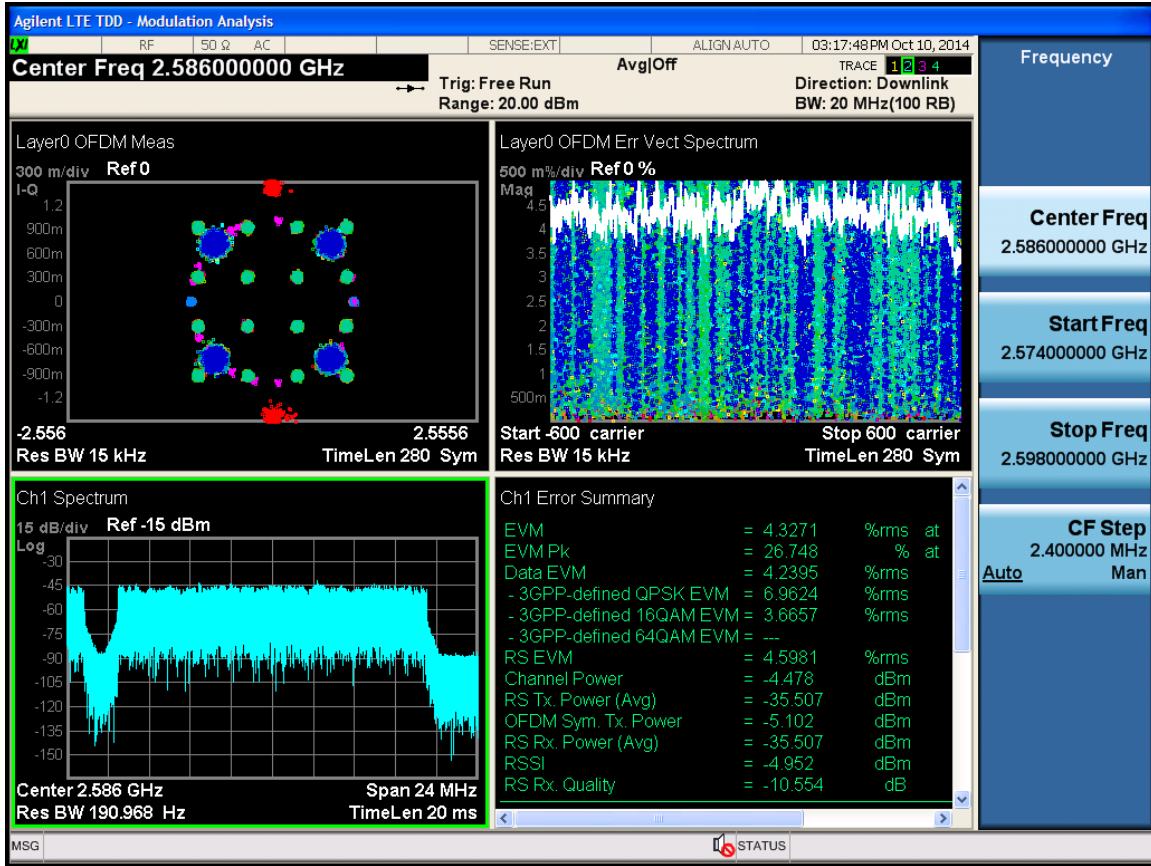 Agilent LTE TDD - Modulation Analysis
LXI RF 50 Ω AC SENSE:EXT ALIGN AUTO 03:17:48 PM Oct 10, 2014
Center Freq 2.586000000 GHz
Avg|Off
TRACE 1 2 3 4
Trig: Free Run
Direction: Downlink
Range: 20.00 dBm
BW: 20 MHz(100 RB)
Layer0 OFDM Meas
300 m/div Ref 0
I-Q
1.2
900m
600m
300m
0
-300m
-600m
-900m
-1.2
-2.556 2.5556
Res BW 15 kHz TimeLen 280 Sym
Layer0 OFDM Err Vect Spectrum
500 m%/div Ref 0 %
Mag
4.5
4
3.5
3
2.5
2
1.5
1
500m
Start -600 carrier Stop 600 carrier
Res BW 15 kHz TimeLen 280 Sym
Ch1 Spectrum
15 dB/div Ref -15 dBm
Log
-30
-45
-60
-75
-90
-105
-120
-135
-150
Center 2.586 GHz Span 24 MHz
Res BW 190.968 Hz TimeLen 20 ms
Ch1 Error Summary
EVM = 4.3271 %rms at
EVM Pk = 26.748 % at
Data EVM = 4.2395 %rms
- 3GPP-defined QPSK EVM = 6.9624 %rms
- 3GPP-defined 16QAM EVM = 3.6657 %rms
- 3GPP-defined 64QAM EVM = ---
RS EVM = 4.5981 %rms
Channel Power = -4.478 dBm
RS Tx. Power (Avg) = -35.507 dBm
OFDM Sym. Tx. Power = -5.102 dBm
RS Rx. Power (Avg) = -35.507 dBm
RSSI = -4.952 dBm
RS Rx. Quality = -10.554 dB
Frequency
Center Freq
2.586000000 GHz
Start Freq
2.574000000 GHz
Stop Freq
2.598000000 GHz
CF Step
2.400000 MHz
Auto Man
MSG STATUS